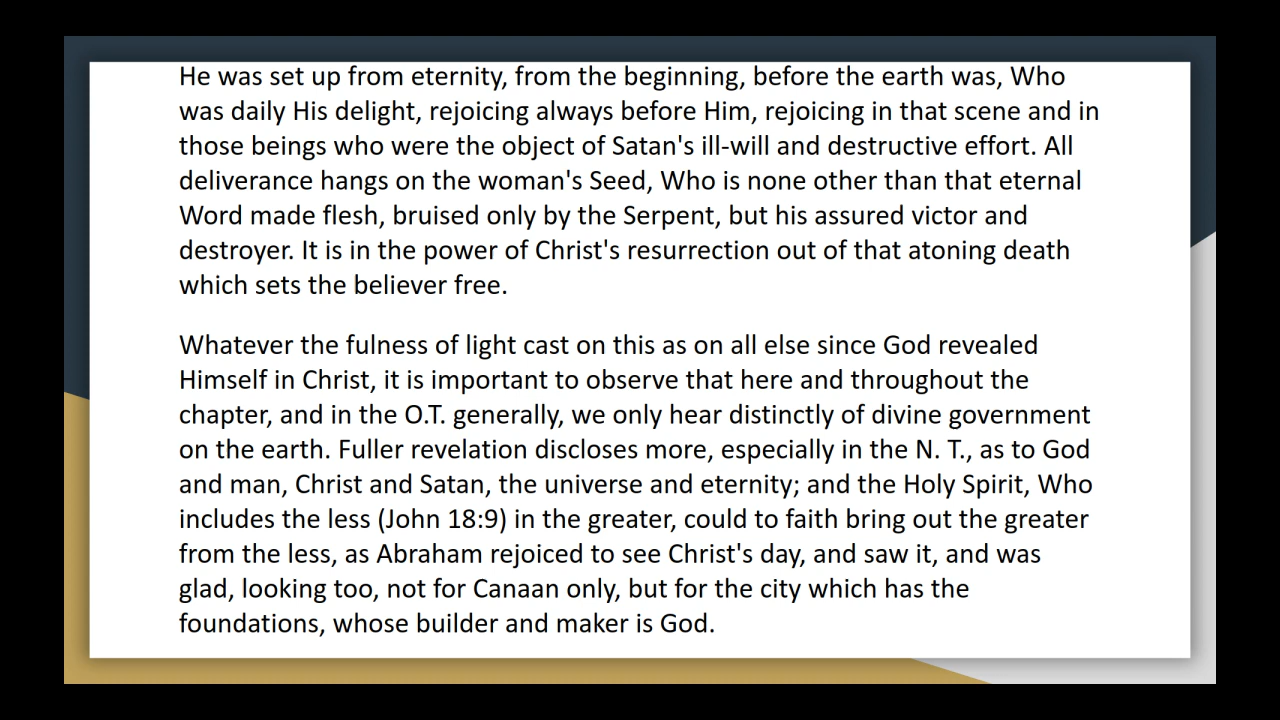 He was set up from eternity, from the beginning, before the earth was, Who
was daily His delight, rejoicing always before Him, rejoicing in that scene and in
those beings who were the object of Satan's ill-will and destructive effort. All
deliverance hangs on the woman's Seed, Who is none other than that eternal
Word made flesh, bruised only by the Serpent, but his assured victor and
destroyer. It is in the power of Christ's resurrection out of that atoning death
which sets the believer free.
Whatever the fulness of light cast on this as on all else since God revealed
Himself in Christ, it is important to observe that here and throughout the
chapter, and in the O.T. generally, we only hear distinctly of divine government
on the earth. Fuller revelation discloses more, especially in the N. T., as to God
and man, Christ and Satan, the universe and eternity; and the Holy Spirit, Who
includes the less (John 18:9) in the greater, could to faith bring out the greater
from the less, as Abraham rejoiced to see Christ's day, and saw it, and was
glad, looking too, not for Canaan only, but for the city which has the
foundations, whose builder and maker is God.